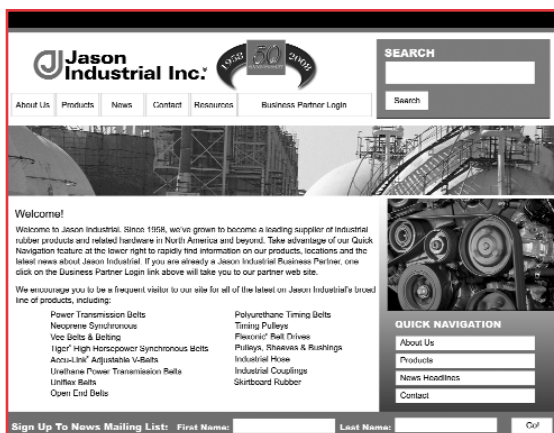 Jason
Industrial Inc.
1958 50 2008
ANNIVERSARY
SEARCH
Search
About Us Products News Contact Resources Business Partner Login
Welcome!
Welcome to Jason Industrial. Since 1958, we've grown to become a leading supplier of industrial
rubber products and related hardware in North America and beyond. Take advantage of our Quick
Navigation feature at the lower right to rapidly find information on our products, locations and the
latest news about Jason Industrial. If you are already a Jason Industrial Business Partner, one
click on the Business Partner Login link above will take you to our partner web site.
We encourage you to be a frequent visitor to our site for all of the latest on Jason Industrial's broad
line of products, including:
Power Transmission Belts
Neoprene Synchronous
Vee Belts & Belting
Tiger® High Horsepower Synchronous Belts
Accu-Link® Adjustable V-Belts
Urethane Power Transmission Belts
Uniflex Belts
Open End Belts
Polyurethane Timing Belts
Timing Pulleys
Flexonic® Belt Drives
Pulleys, Sheaves & Bushings
Industrial Hose
Industrial Couplings
Skirtboard Rubber
QUICK NAVIGATION
About Us
Products
News Headlines
Contact
Sign Up To News Mailing List: First Name: Last Name: Go!